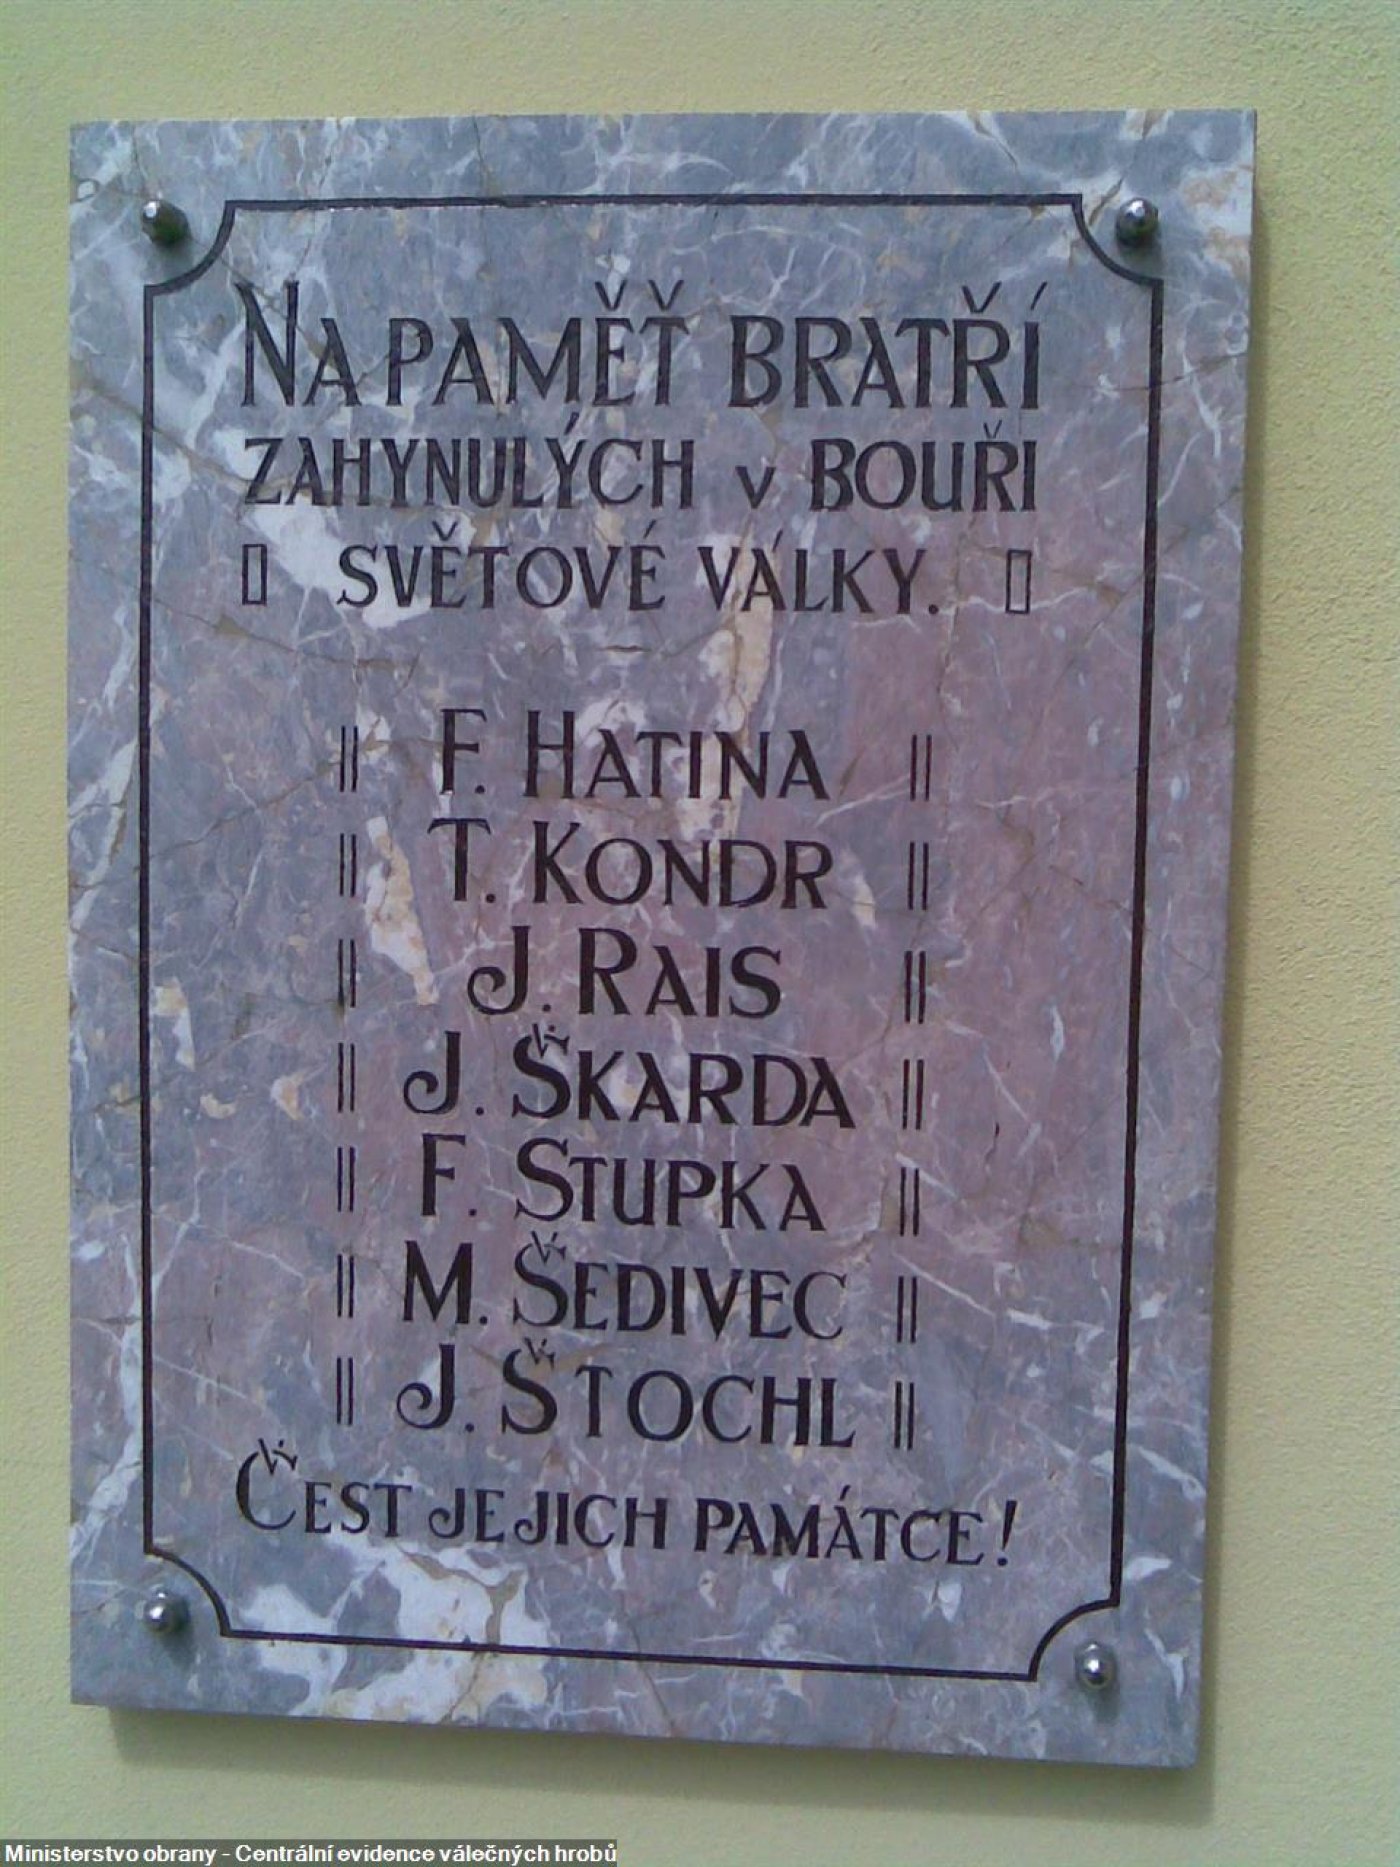 NA PAMĚŤ BRATŘÍ
ZAHYNULÝCH V BOUŘI
SVĚTOVÉ VÁLKY.
F. HATINA
T. KONDR
J. RAIS
J. ŠKARDA
F. STUPKA
M. ŠEDIVEC
J. ŠTOCHL
ČEST JEJICH PAMÁTCE!
Ministerstvo obrany - Centrální evidence válečných hrobů